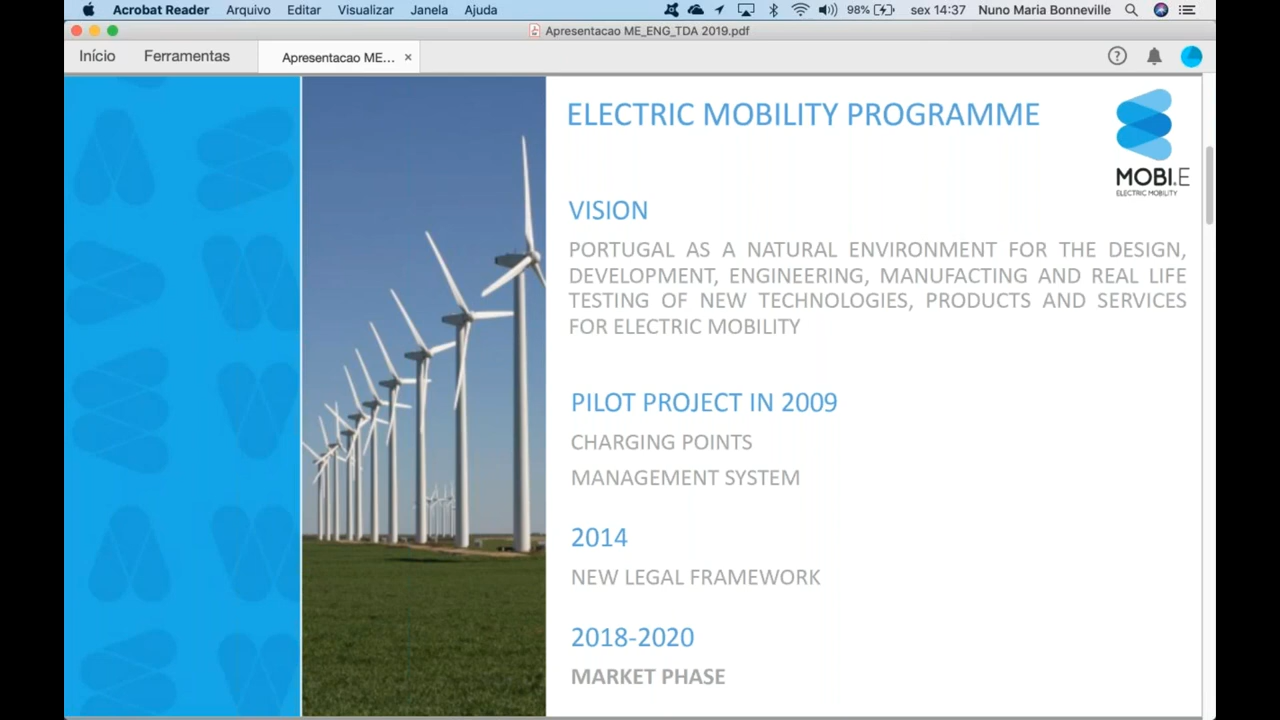 Acrobat Reader Arquivo Editar Visualizar Janela Ajuda 98% sex 14:37 Nuno Maria Bonneville
Apresentacao ME_ENG_TDA 2019.pdf
Início Ferramentas Apresentacao ME... ×
ELECTRIC MOBILITY PROGRAMME
MOBI.E
ELECTRIC MOBILITY
VISION
PORTUGAL AS A NATURAL ENVIRONMENT FOR THE DESIGN,
DEVELOPMENT, ENGINEERING, MANUFACTING AND REAL LIFE
TESTING OF NEW TECHNOLOGIES, PRODUCTS AND SERVICES
FOR ELECTRIC MOBILITY
PILOT PROJECT IN 2009
CHARGING POINTS
MANAGEMENT SYSTEM
2014
NEW LEGAL FRAMEWORK
2018-2020
MARKET PHASE